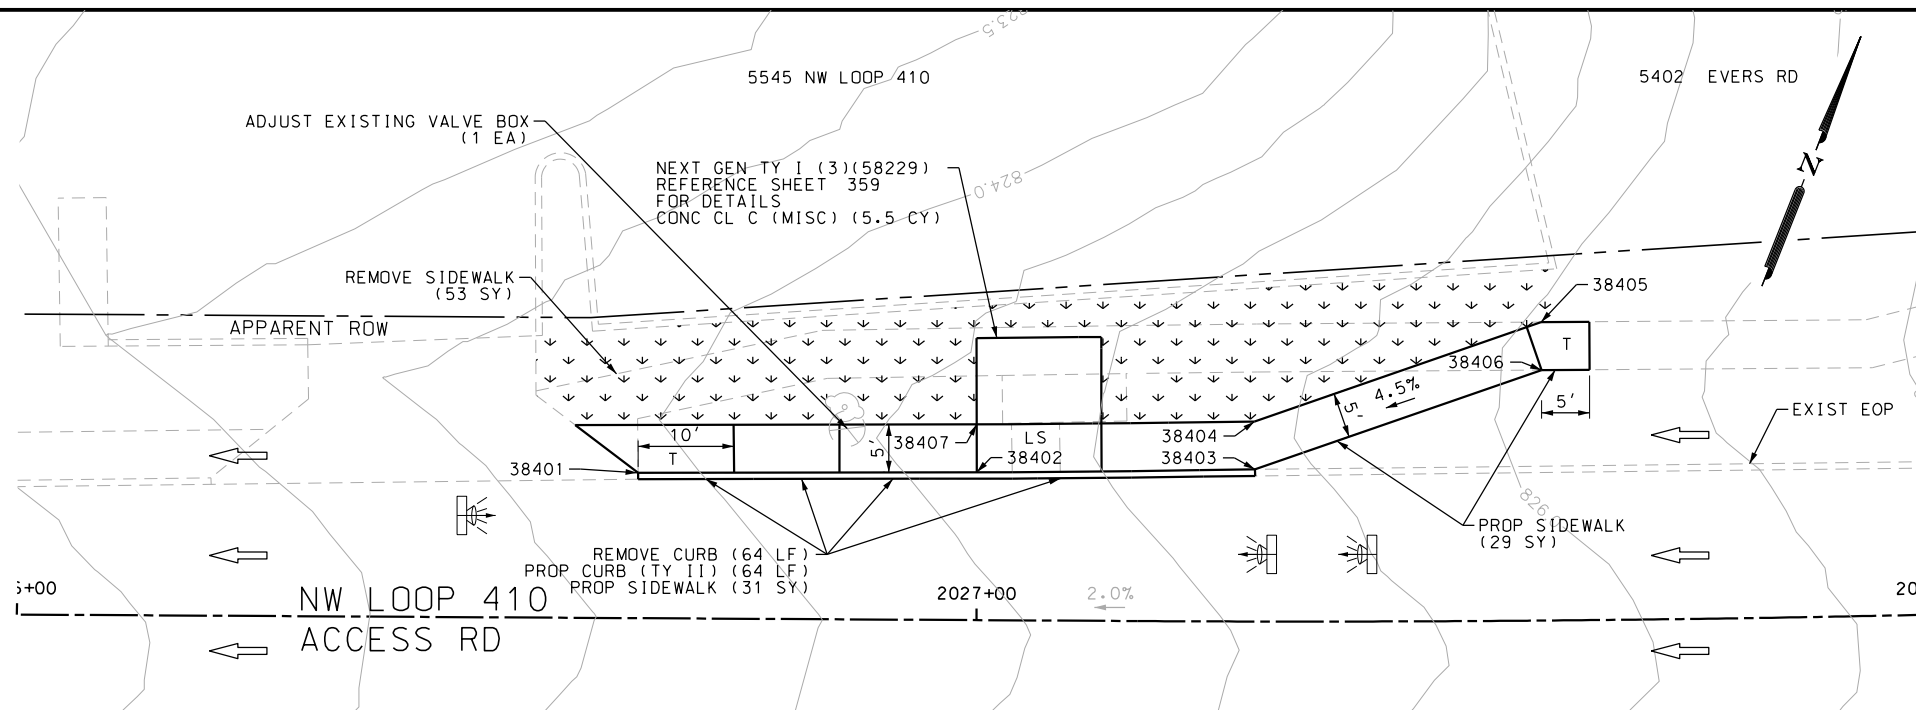 823.5
5545 NW LOOP 410
5402 EVERS RD
ADJUST EXISTING VALVE BOX
(1 EA)
NEXT GEN TY I (3)(58229)
REFERENCE SHEET 359
FOR DETAILS
CONC CL C (MISC) (5.5 CY)
824.0
N
REMOVE SIDEWALK
(53 SY)
38405
APPARENT ROW
T
38406
4.5%
5'
5'
EXIST EOP
10'
T
5'
38407
LS
38402
38404
38403
38401
826.
PROP SIDEWALK
(29 SY)
REMOVE CURB (64 LF)
PROP CURB (TY II) (64 LF)
PROP SIDEWALK (31 SY)
+00
NW LOOP 410
ACCESS RD
2027+00
2.0%
20